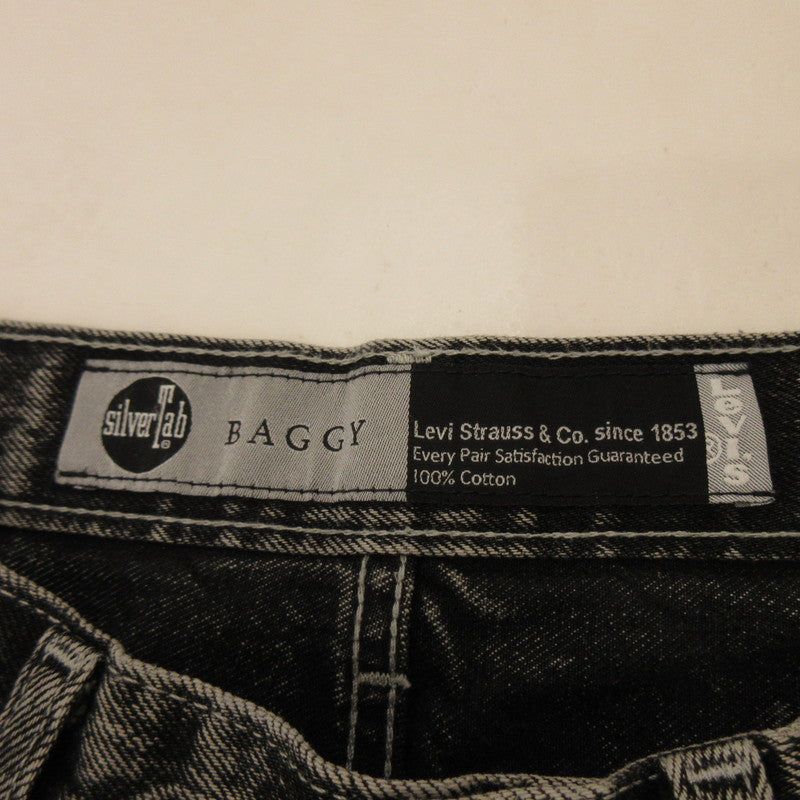 silverTab®
BAGGY
Levi Strauss & Co. since 1853
Every Pair Satisfaction Guaranteed
100% Cotton
Levi's
®